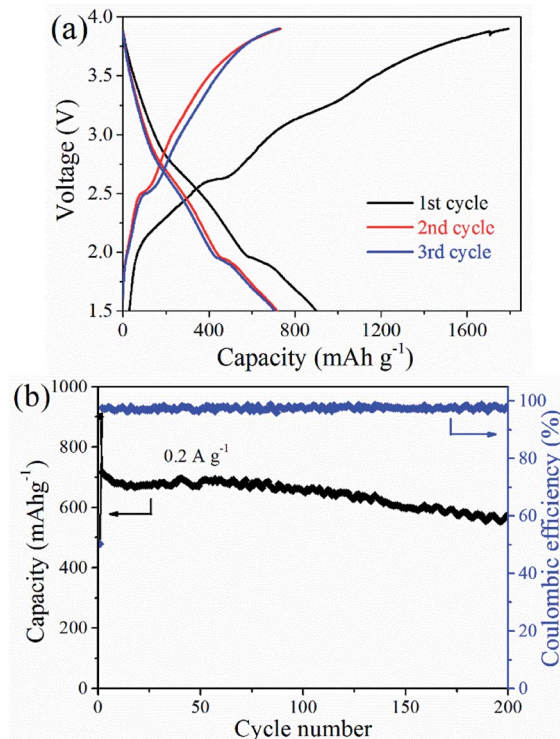 (a)
4.0
3.5
3.0
2.5
2.0
1.5
Voltage (V)
1st cycle
2nd cycle
3rd cycle
0 400 800 1200 1600
Capacity (mAh g⁻¹)
(b)
1000
800
600
400
200
0
Capacity (mAhg⁻¹)
0.2 A g⁻¹
100
80
60
40
20
0
Coulombic efficiency (%)
0 50 100 150 200
Cycle number